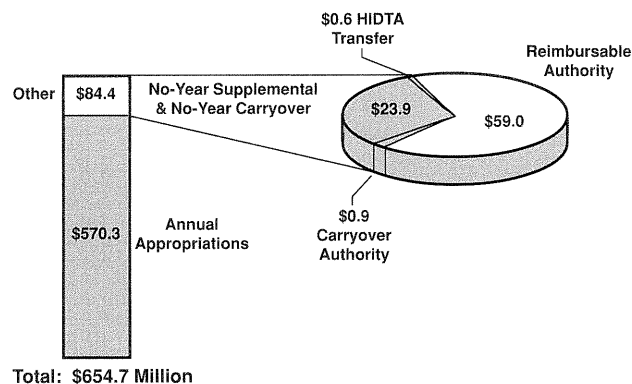 $0.6 HIDTA
Transfer
Reimbursable
Authority
Other
$84.4
No-Year Supplemental
& No-Year Carryover
$23.9
$59.0
$570.3
Annual
Appropriations
$0.9
Carryover
Authority
Total: $654.7 Million